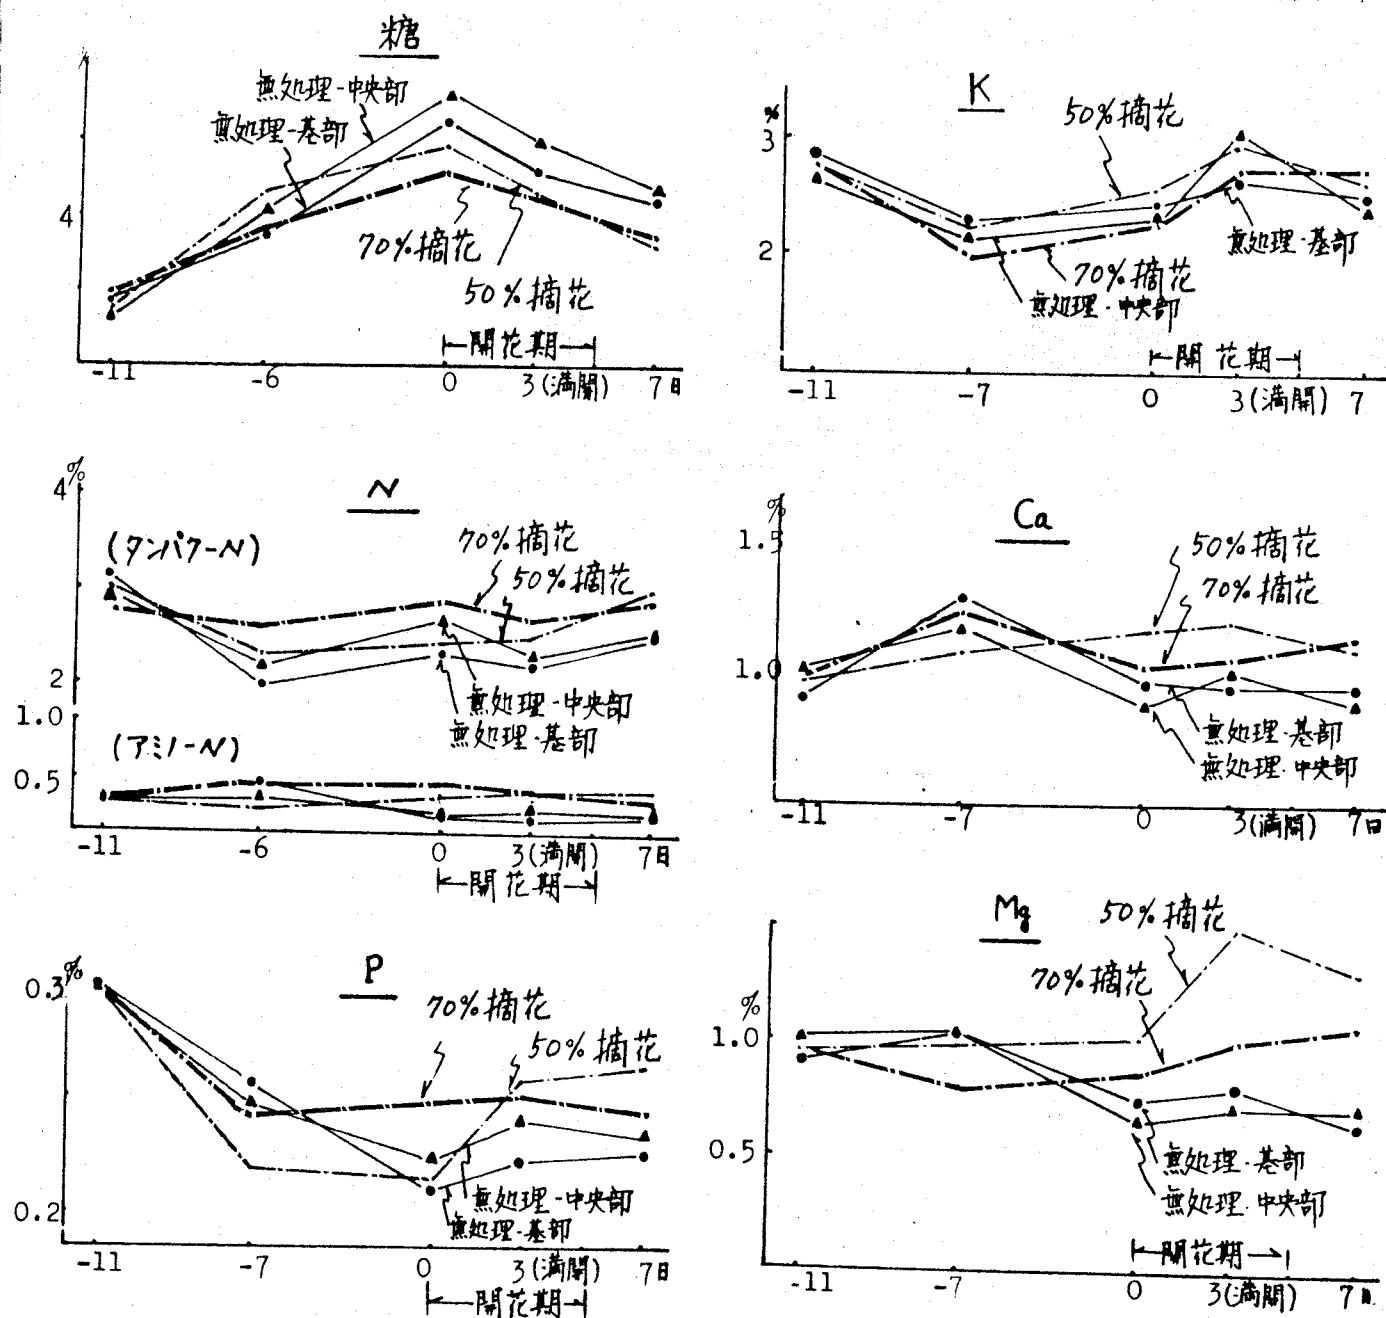 糖
無処理-中央部
無処理-基部
4
70%摘花
50%摘花
開花期
-11 -6 0 3(満開) 7日
K
%
3
2
50%摘花
無処理・基部
70%摘花
無処理・中央部
開花期
-11 -7 0 3(満開) 7
N
%
4
(タンパクーN)
70%摘花
50%摘花
2
無処理-中央部
無処理・基部
1.0
(アミノーN)
0.5
-11 -6 0 3(満開) 7日
開花期
Ca
%
1.5
50%摘花
70%摘花
1.0
無処理・基部
無処理・中央部
-11 -7 0 3(満開) 7日
P
%
0.3
70%摘花
50%摘花
無処理-中央部
無処理・基部
0.2
-11 -7 0 3(満開) 7日
開花期
Mg
50%摘花
70%摘花
%
1.0
0.5
無処理・基部
無処理・中央部
開花期
-11 -7 0 3(満開) 7日